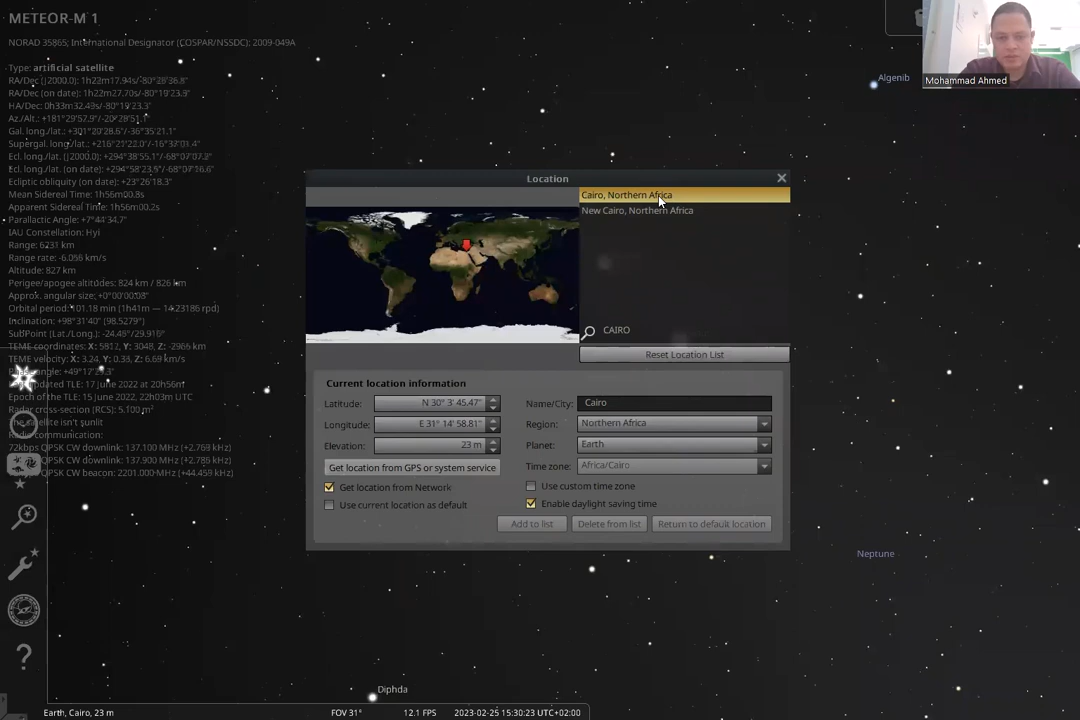 METEOR-M 1
NORAD 35865; International Designator (COSPAR/NSSDC): 2009-049A
Type: artificial satellite
RA/Dec (J2000.0): 1h22m17.94s/-80°28'36.8"
RA/Dec (on date): 1h22m27.70s/-80°19'23.9"
HA/Dec: 0h33m32.49s/-80°19'23.3"
Az./Alt.: +181°29'52.9"/-20°28'51.1"
Gal. long./lat.: +301°20'28.6"/-36°35'21.1"
Supergal. long./lat.: +216°21'22.0"/-16°37'01.4"
Ecl. long./lat. (J2000.0): +294°38'55.1"/-68°07'07.2"
Ecl. long./lat. (on date): +294°58'23.5"/-68°07'16.6"
Ecliptic obliquity (on date): +23°26'18.3"
Mean Sidereal Time: 1h56m00.3s
Apparent Sidereal Time: 1h56m00.2s
Parallactic Angle: +7°44'34.7"
IAU Constellation: Hyi
Range: 6231 km
Range rate: -6.056 km/s
Altitude: 827 km
Perigee/apogee altitudes: 824 km / 826 km
Approx. angular size: +0°00'00.08"
Orbital period: 101.18 min (1h41m — 14.23186 rpd)
Inclination: +98°31'40" (98.5279°)
SubPoint (Lat./Long.): -24.48°/29.910°
TEME coordinates: X: 5812, Y: 3048, Z: -2966 km
TEME velocity: X: 3.24, Y: 0.33, Z: 6.69 km/s
angle: +49°17'29.3"
updated TLE: 17 June 2022 at 20h56m
Epoch of the TLE: 15 June 2022, 22h03m UTC
Radar cross-section (RCS): 5.100 m²
The satellite isn't sunlit
Radio communication:
72kbps QPSK CW downlink: 137.100 MHz (+2.769 kHz)
QPSK CW downlink: 137.900 MHz (+2.785 kHz)
QPSK CW beacon: 2201.000 MHz (+44.459 kHz)
Algenib
Mohammad Ahmed
Location
Cairo, Northern Africa
New Cairo, Northern Africa
CAIRO
Reset Location List
Current location information
Latitude: N 30° 3' 45.47"
Name/City: Cairo
Longitude: E 31° 14' 58.81"
Region: Northern Africa
Elevation: 23 m
Planet: Earth
Get location from GPS or system service
Time zone: Africa/Cairo
Get location from Network
Use custom time zone
Use current location as default
Enable daylight saving time
Add to list
Delete from list
Return to default location
Neptune
Diphda
Earth, Cairo, 23 m
FOV 31°
12.1 FPS
2023-02-25 15:30:23 UTC+02:00